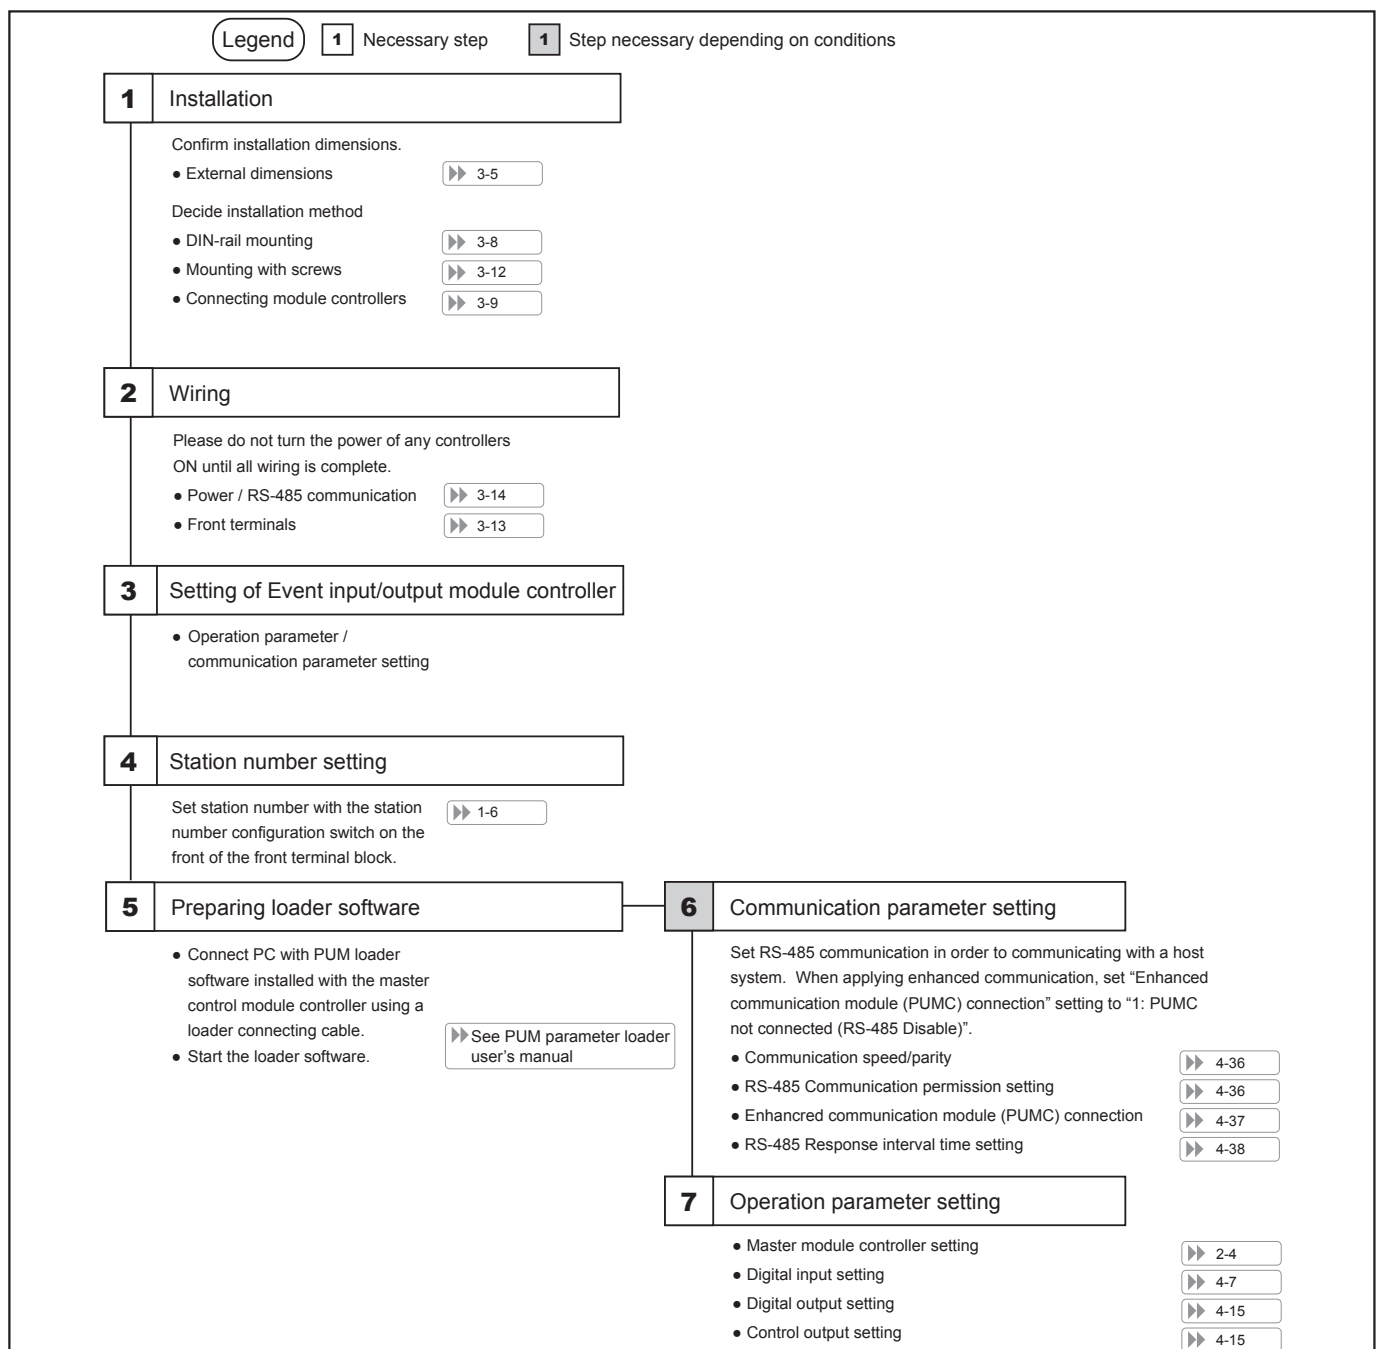 Legend 1 Necessary step 1 Step necessary depending on conditions
1 Installation
Confirm installation dimensions.
● External dimensions 3-5
Decide installation method
● DIN-rail mounting 3-8
● Mounting with screws 3-12
● Connecting module controllers 3-9
2 Wiring
Please do not turn the power of any controllers
ON until all wiring is complete.
● Power / RS-485 communication 3-14
● Front terminals 3-13
3 Setting of Event input/output module controller
● Operation parameter /
communication parameter setting
4 Station number setting
Set station number with the station 1-6
number configuration switch on the
front of the front terminal block.
5 Preparing loader software
● Connect PC with PUM loader
software installed with the master
control module controller using a
loader connecting cable.
● Start the loader software.
See PUM parameter loader
user's manual
6 Communication parameter setting
Set RS-485 communication in order to communicating with a host
system. When applying enhanced communication, set “Enhanced
communication module (PUMC) connection” setting to “1: PUMC
not connected (RS-485 Disable)”.
● Communication speed/parity 4-36
● RS-485 Communication permission setting 4-36
● Enhancred communication module (PUMC) connection 4-37
● RS-485 Response interval time setting 4-38
7 Operation parameter setting
● Master module controller setting 2-4
● Digital input setting 4-7
● Digital output setting 4-15
● Control output setting 4-15